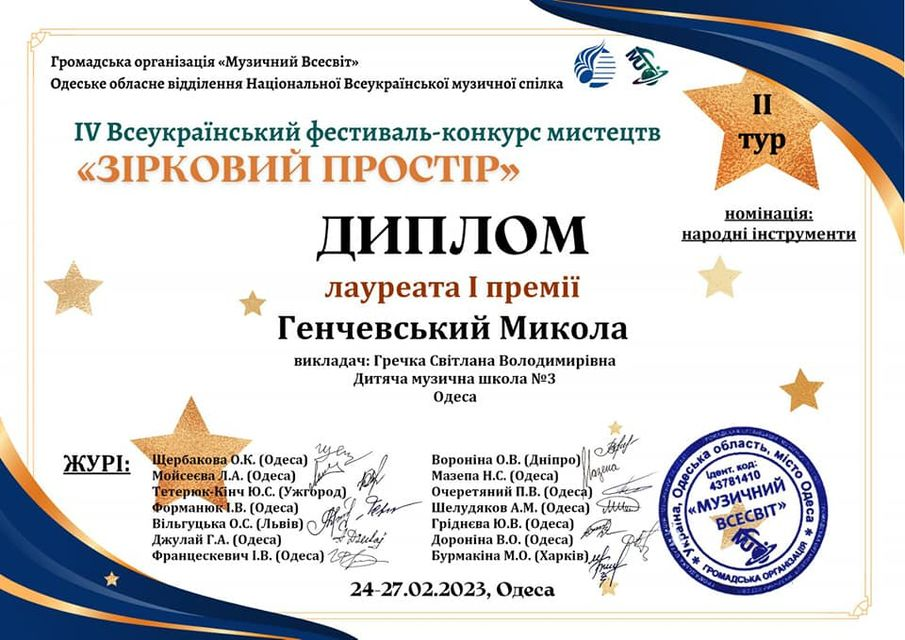 Громадська організація «Музичний Всесвіт»
Одеське обласне відділення Національної Всеукраїнської музичної спілка
IV Всеукраїнський фестиваль-конкурс мистецтв
«ЗІРКОВИЙ ПРОСТІР»
II
тур
номінація:
народні інструменти
ДИПЛОМ
лауреата І премії
Генчевський Микола
викладач: Гречка Світлана Володимирівна
Дитяча музична школа №3
Одеса
ЖУРІ:
Щербакова О.К. (Одеса)
Мойсеєва Л.А. (Одеса)
Тетерюк-Кінч Ю.С. (Ужгород)
Форманюк І.В. (Одеса)
Вільгуцька О.С. (Львів)
Джулай Г.А. (Одеса)
Францескевич І.В. (Одеса)
Вороніна О.В. (Дніпро)
Мазепа Н.С. (Одеса)
Очеретяний П.В. (Одеса)
Шелудяков А.М. (Одеса)
Гріднєва Ю.В. (Одеса)
Дороніна В.О. (Одеса)
Бурмакіна М.О. (Харків)
Україна, Одеська область, місто Одеса
Ідент. код:
43781410
«МУЗИЧНИЙ
ВСЕСВІТ»
ГРОМАДСЬКА ОРГАНІЗАЦІЯ
24-27.02.2023, Одеса